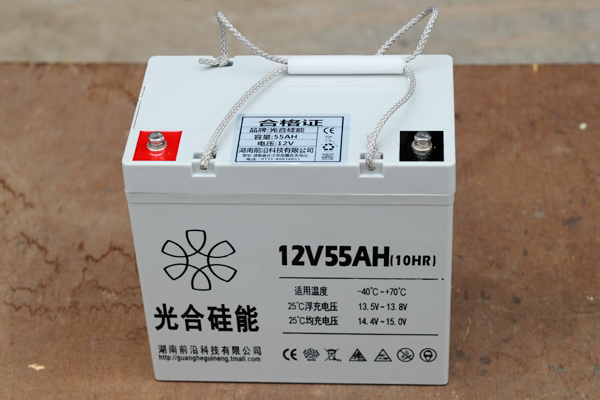 合格证
品牌:光合硅能
容量:55AH
电压:12V
湖南前沿科技有限公司
12V55AH(10HR)
适用温度 -40℃~+70℃
25℃浮充电压 13.5V~13.8V
25℃均充电压 14.4V~15.0V
光合硅能
湖南前沿科技有限公司
http://guangheguineng.tmall.com